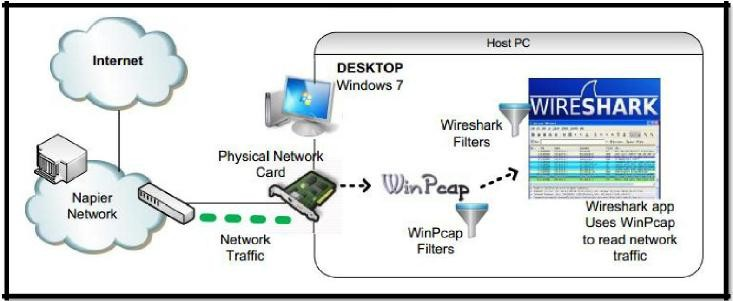 Internet
Napier
Network
Network
Traffic
Physical Network
Card
Host PC
DESKTOP
Windows 7
WinPcap
WinPcap
Filters
Wireshark
Filters
WIRESHARK
Wireshark app
Uses WinPcap
to read network
traffic